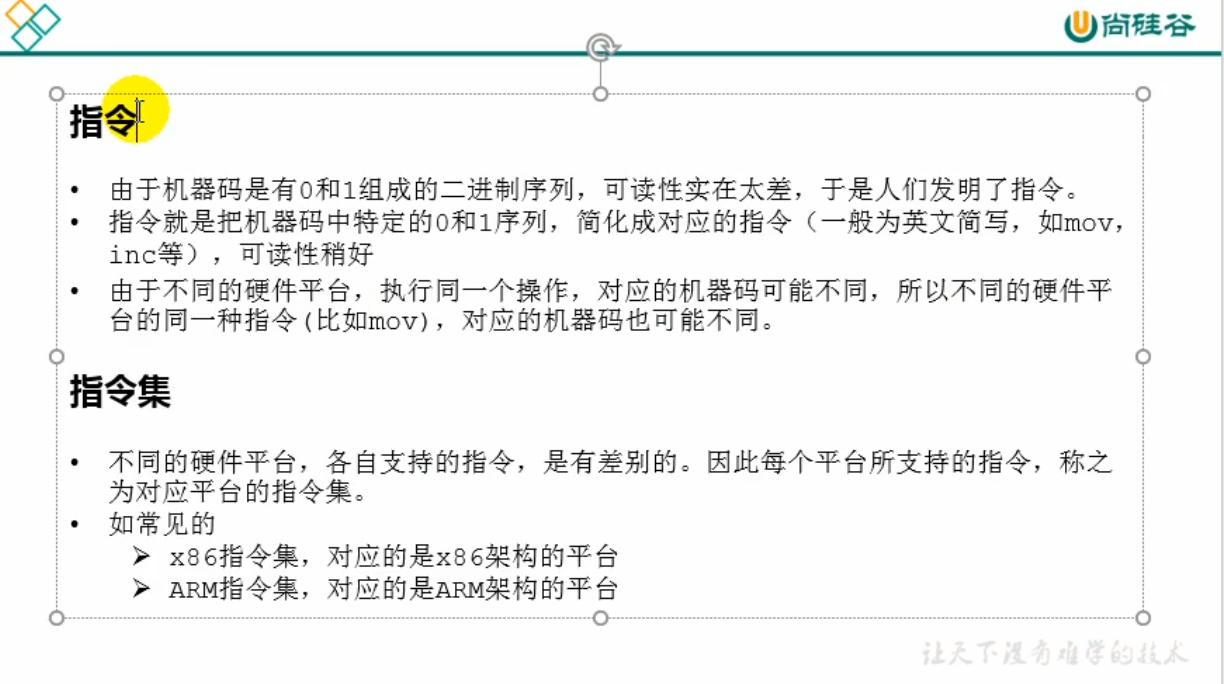 尚硅谷
指令
• 由于机器码是有0和1组成的二进制序列，可读性实在太差，于是人们发明了指令。
• 指令就是把机器码中特定的0和1序列，简化成对应的指令（一般为英文简写，如mov，
inc等），可读性稍好
• 由于不同的硬件平台，执行同一个操作，对应的机器码可能不同，所以不同的硬件平
台的同一种指令(比如mov)，对应的机器码也可能不同。
指令集
• 不同的硬件平台，各自支持的指令，是有差别的。因此每个平台所支持的指令，称之
为对应平台的指令集。
• 如常见的
➢ x86指令集，对应的是x86架构的平台
➢ ARM指令集，对应的是ARM架构的平台
让天下没有难学的技术